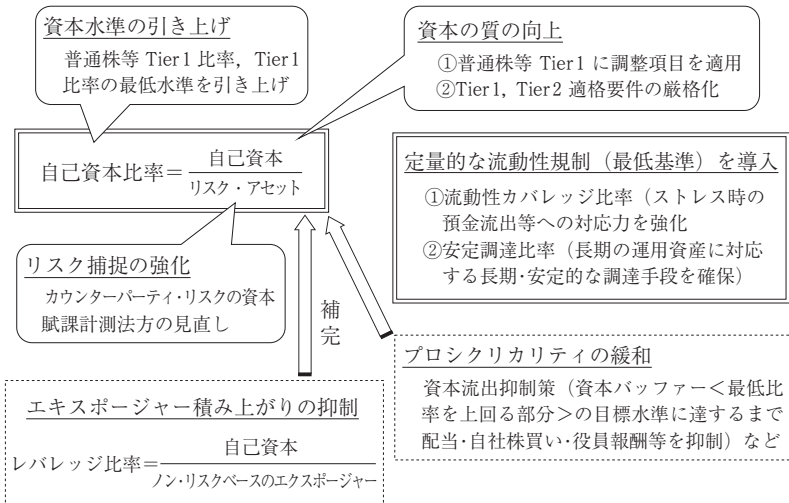 資本水準の引き上げ
普通株等 Tier1 比率, Tier1
比率の最低水準を引き上げ
資本の質の向上
①普通株等 Tier1 に調整項目を適用
②Tier1, Tier2 適格要件の厳格化
自己資本比率＝自己資本
リスク・アセット
定量的な流動性規制（最低基準）を導入
①流動性カバレッジ比率（ストレス時の
預金流出等への対応力を強化
②安定調達比率（長期の運用資産に対応
する長期・安定的な調達手段を確保）
リスク捕捉の強化
カウンターパーティ・リスクの資本
賦課計測法方の見直し
補完
プロシクリカリティの緩和
資本流出抑制策（資本バッファー＜最低比
率を上回る部分＞の目標水準に達するまで
配当・自社株買い・役員報酬等を抑制）など
エキスポージャー積み上がりの抑制
レバレッジ比率＝自己資本
ノン・リスクベースのエクスポージャー